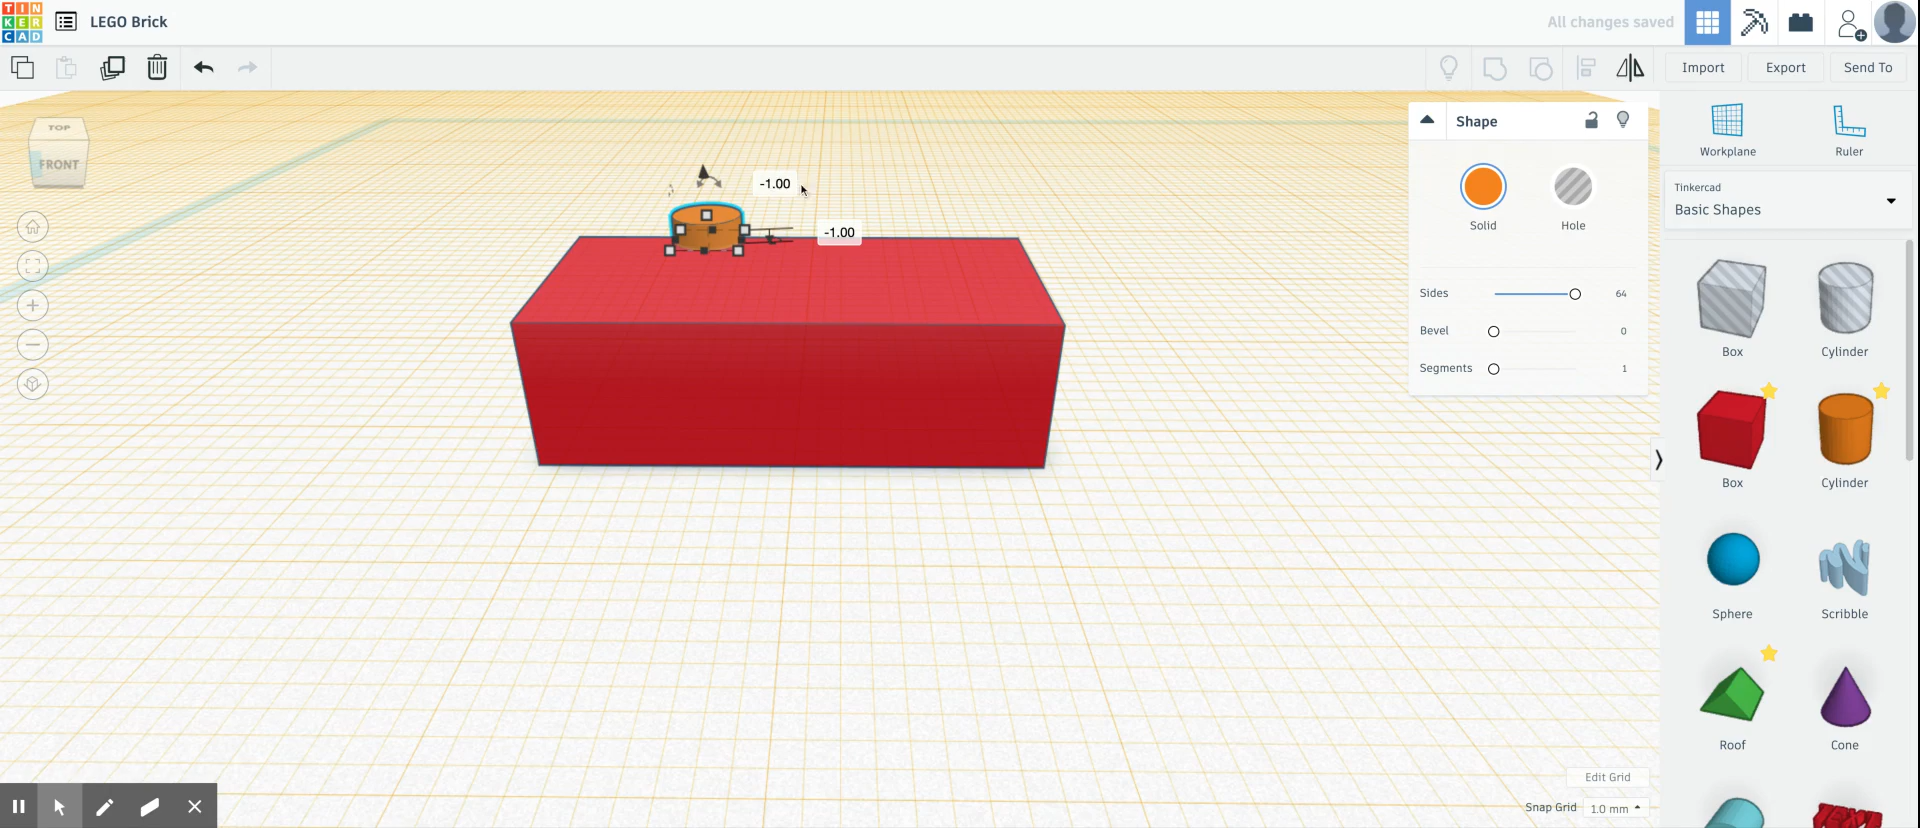 TIN
KER
CAD
LEGO Brick
All changes saved
Import
Export
Send To
TOP
FRONT
-1.00
-1.00
Shape
Solid
Hole
Sides
64
Bevel
0
Segments
1
Workplane
Ruler
Tinkercad
Basic Shapes
Box
Cylinder
Box
Cylinder
Sphere
Scribble
Roof
Cone
Edit Grid
Snap Grid
1.0 mm